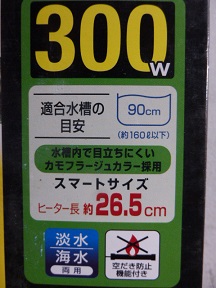 300W
適合水槽の
目安
90cm
(約160ℓ以下)
水槽内で目立ちにくい
カモフラージュカラー採用
スマートサイズ
ヒーター長 約26.5cm
淡水
海水
両用
空だき防止
機能付き